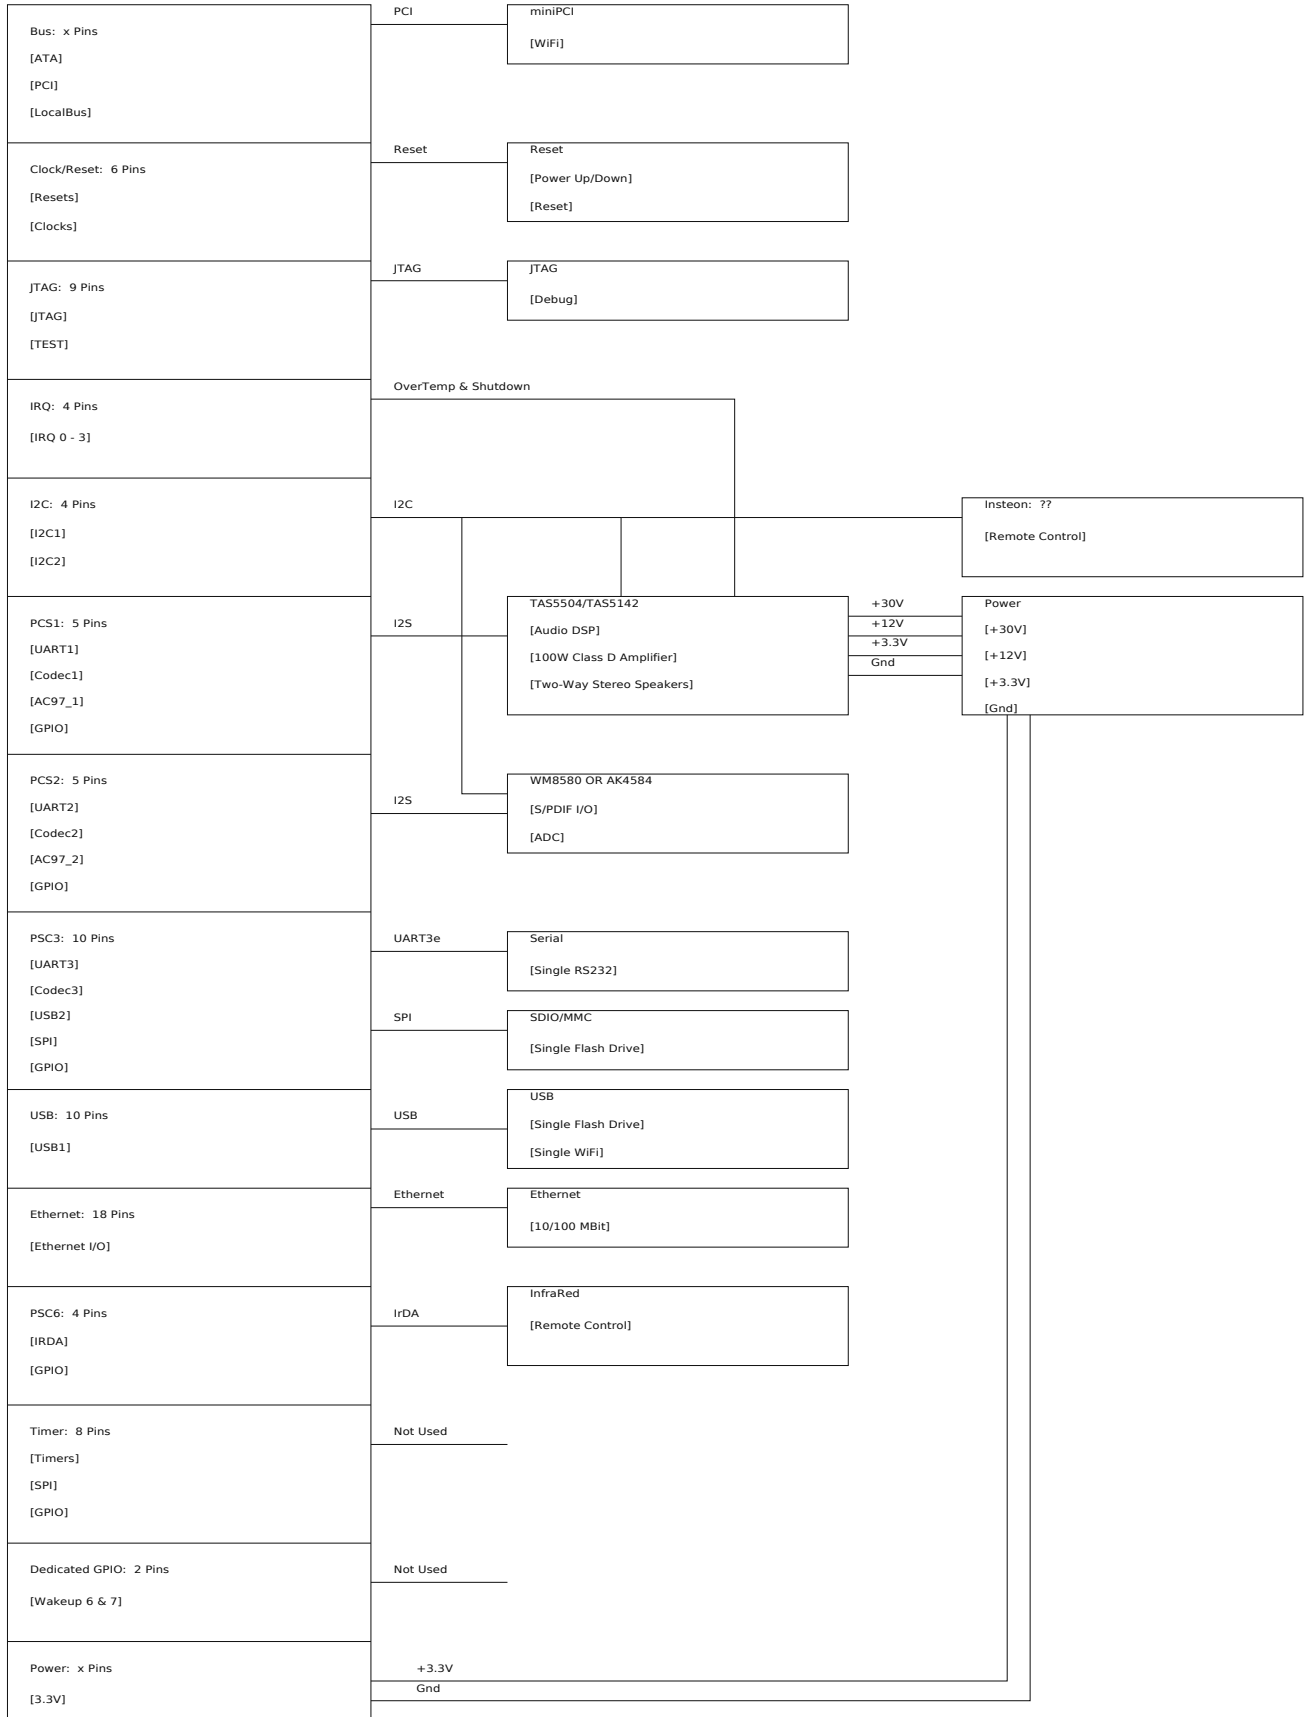 Bus:  x Pins
[ATA]
[PCI]
[LocalBus]
PCI
miniPCI
[WiFi]
Clock/Reset:  6 Pins
[Resets]
[Clocks]
Reset
Reset
[Power Up/Down]
[Reset]
JTAG:  9 Pins
[JTAG]
[TEST]
JTAG
JTAG
[Debug]
IRQ:  4 Pins
[IRQ 0 - 3]
OverTemp & Shutdown
I2C:  4 Pins
[I2C1]
[I2C2]
I2C
Insteon:  ??
[Remote Control]
PCS1:  5 Pins
[UART1]
[Codec1]
[AC97_1]
[GPIO]
I2S
TAS5504/TAS5142
[Audio DSP]
[100W Class D Amplifier]
[Two-Way Stereo Speakers]
+30V
+12V
+3.3V
Gnd
Power
[+30V]
[+12V]
[+3.3V]
[Gnd]
PCS2:  5 Pins
[UART2]
[Codec2]
[AC97_2]
[GPIO]
I2S
WM8580 OR AK4584
[S/PDIF I/O]
[ADC]
PSC3:  10 Pins
[UART3]
[Codec3]
[USB2]
[SPI]
[GPIO]
UART3e
Serial
[Single RS232]
SPI
SDIO/MMC
[Single Flash Drive]
USB:  10 Pins
[USB1]
USB
USB
[Single Flash Drive]
[Single WiFi]
Ethernet:  18 Pins
[Ethernet I/O]
Ethernet
Ethernet
[10/100 MBit]
PSC6:  4 Pins
[IRDA]
[GPIO]
IrDA
InfraRed
[Remote Control]
Timer:  8 Pins
[Timers]
[SPI]
[GPIO]
Not Used
Dedicated GPIO:  2 Pins
[Wakeup 6 & 7]
Not Used
Power:  x Pins
[3.3V]
+3.3V
Gnd